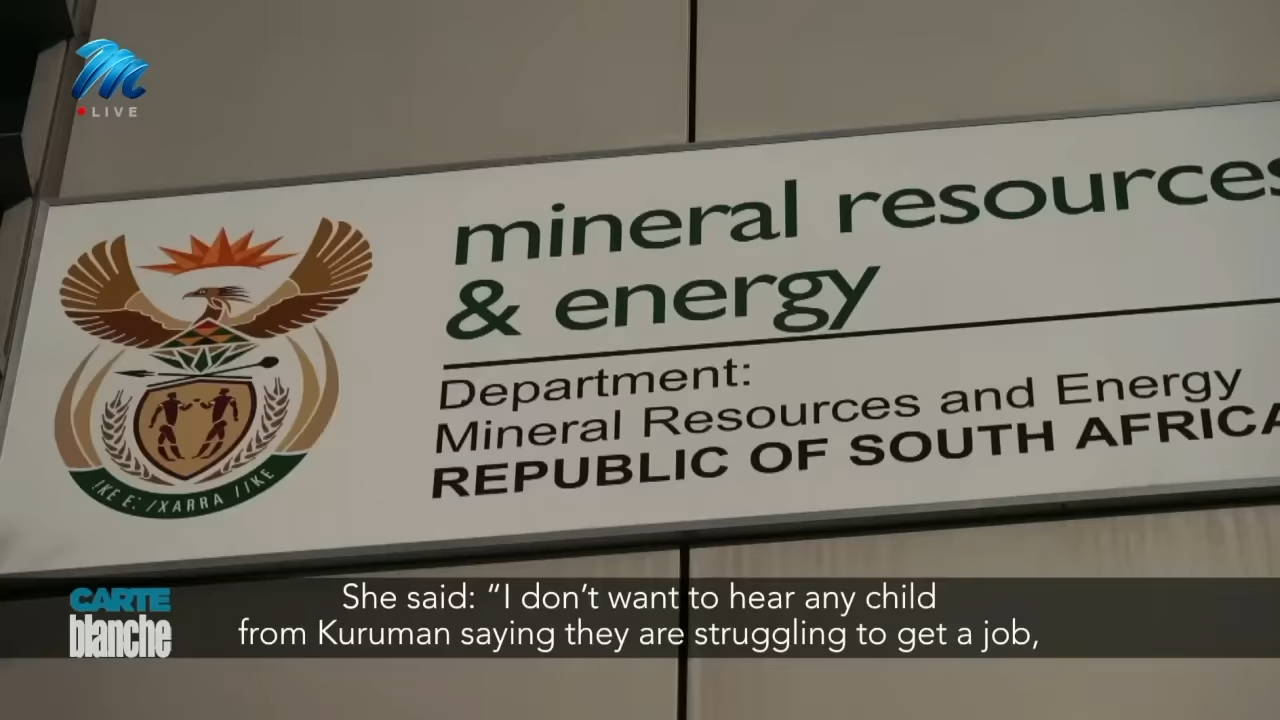 LIVE
mineral resources
& energy
Department:
Mineral Resources and Energy
REPUBLIC OF SOUTH AFRICA
!KE E: /XARRA //KE
She said: “I don’t want to hear any child
from Kuruman saying they are struggling to get a job,
CARTE
blanche